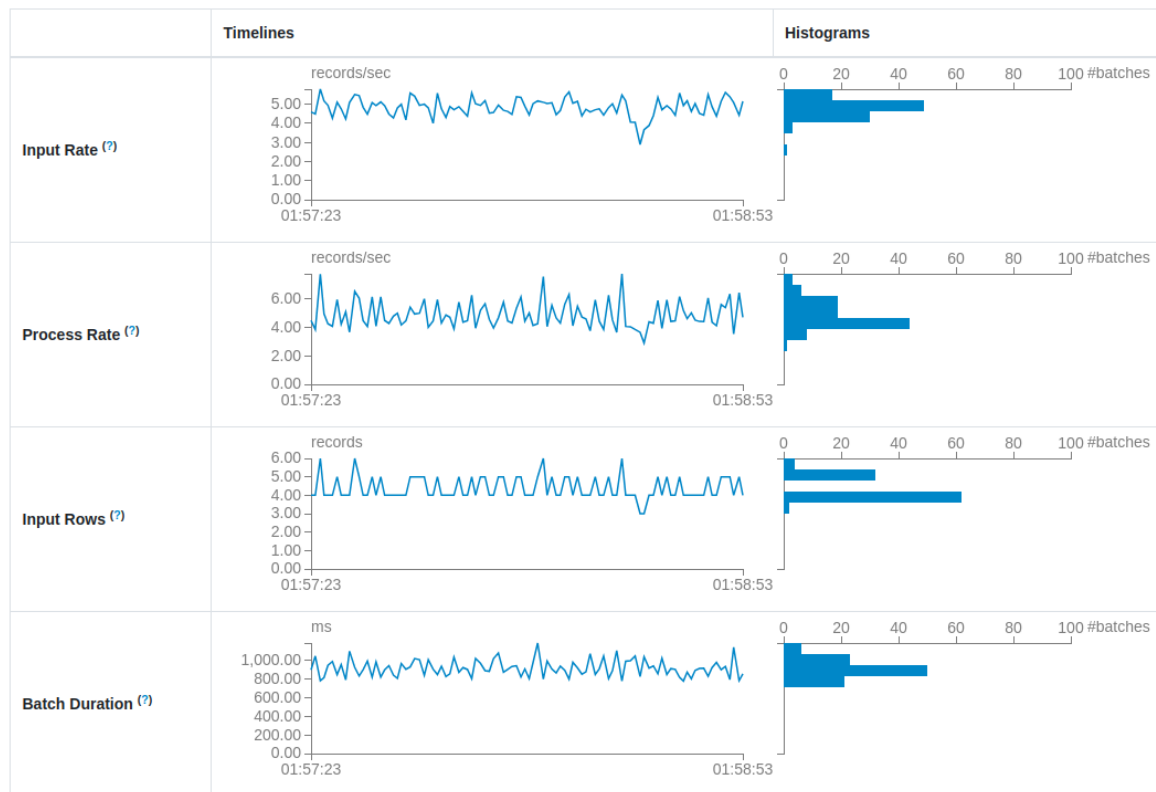 Timelines Histograms
Input Rate (?)
records/sec
5.00
4.00
3.00
2.00
1.00
0.00
01:57:23 01:58:53
0 20 40 60 80 100 #batches
Process Rate (?)
records/sec
6.00
4.00
2.00
0.00
01:57:23 01:58:53
0 20 40 60 80 100 #batches
Input Rows (?)
records
6.00
5.00
4.00
3.00
2.00
1.00
0.00
01:57:23 01:58:53
0 20 40 60 80 100 #batches
Batch Duration (?)
ms
1,000.00
800.00
600.00
400.00
200.00
0.00
01:57:23 01:58:53
0 20 40 60 80 100 #batches